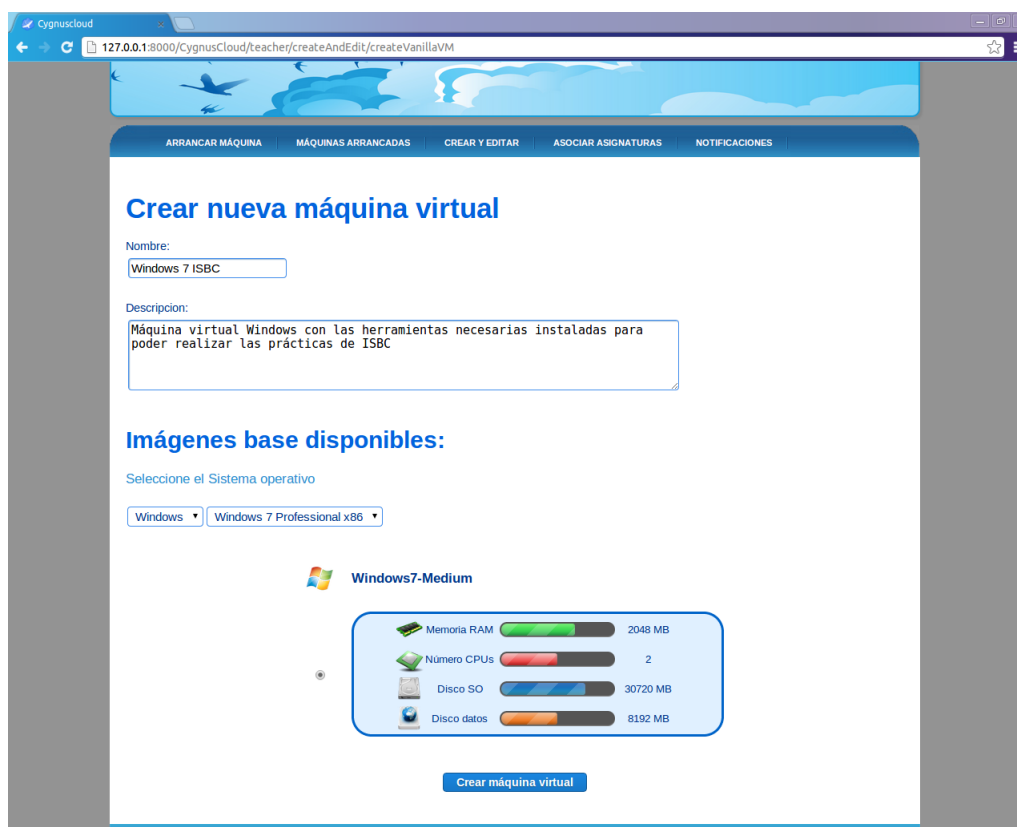 Cygnuscloud
127.0.0.1:8000/CygnusCloud/teacher/createAndEdit/createVanillaVM
ARRANCAR MÁQUINA MÁQUINAS ARRANCADAS CREAR Y EDITAR ASOCIAR ASIGNATURAS NOTIFICACIONES
Crear nueva máquina virtual
Nombre:
Windows 7 ISBC
Descripcion:
Máquina virtual Windows con las herramientas necesarias instaladas para
poder realizar las prácticas de ISBC
Imágenes base disponibles:
Seleccione el Sistema operativo
Windows Windows 7 Professional x86
Windows7-Medium
Memoria RAM 2048 MB
Número CPUs 2
Disco SO 30720 MB
Disco datos 8192 MB
Crear máquina virtual